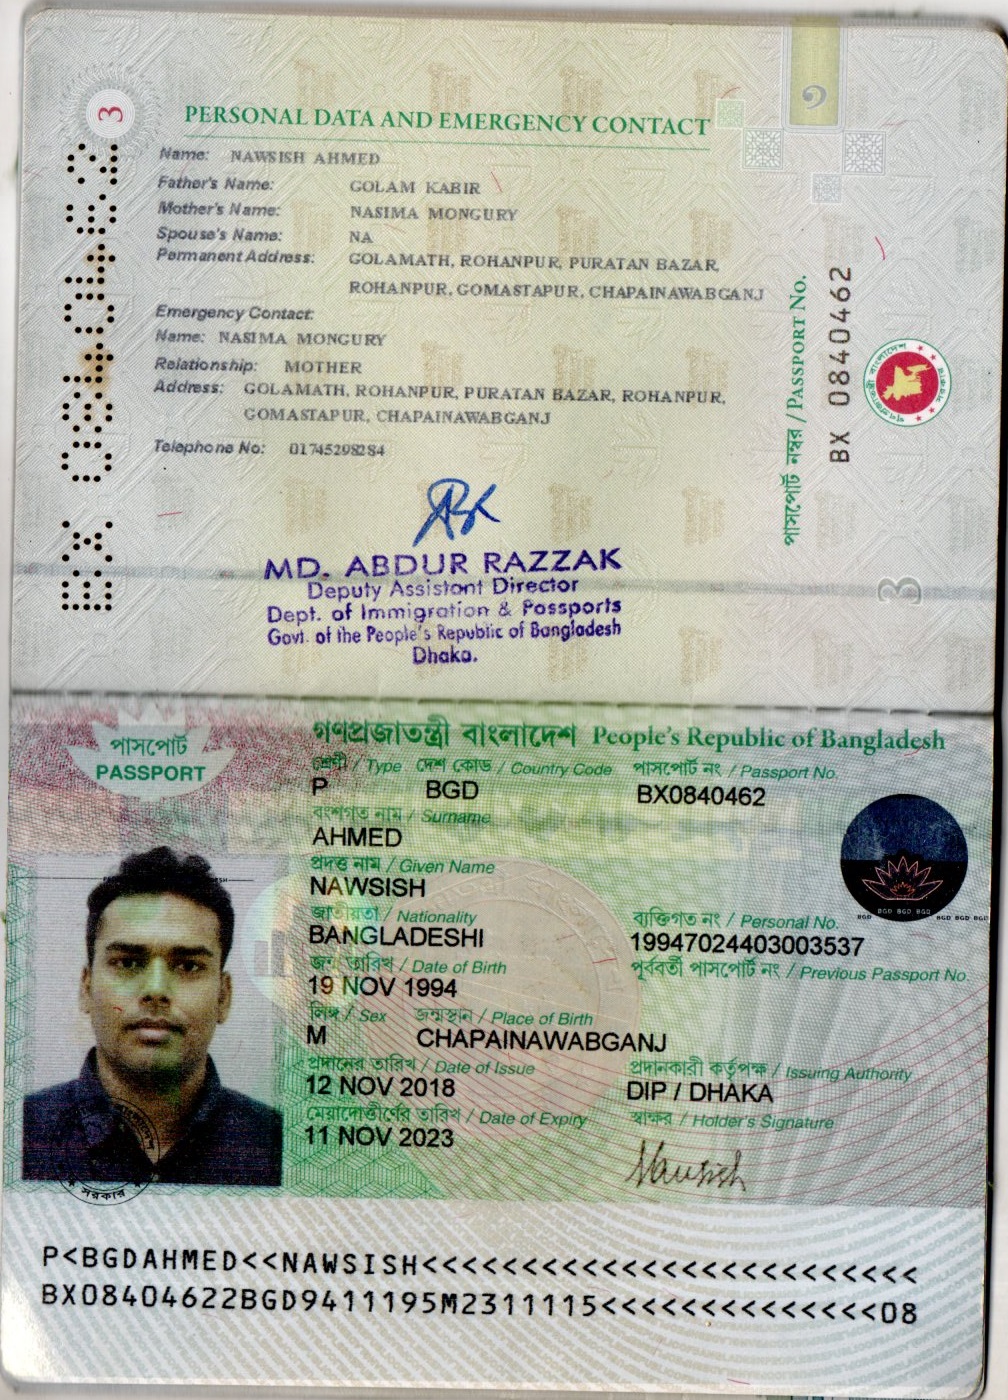 3
PERSONAL DATA AND EMERGENCY CONTACT
Name: NAWSISH AHMED
Father's Name: GOLAM KABIR
Mother's Name: NASIMA MONGURY
Spouse's Name: NA
Permanent Address: GOLAMATH, ROHANPUR, PURATAN BAZAR,
ROHANPUR, GOMASTAPUR, CHAPAINAWABGANJ
Emergency Contact:
Name: NASIMA MONGURY
Relationship: MOTHER
Address: GOLAMATH, ROHANPUR, PURATAN BAZAR, ROHANPUR,
GOMASTAPUR, CHAPAINAWABGANJ
Telephone No: 01745298284
BX 0840462
পাসপোর্ট নম্বর / PASSPORT No.
BX 0840462
3
MD. ABDUR RAZZAK
Deputy Assistant Director
Dept. of Immigration & Passports
Govt. of the People's Republic of Bangladesh
Dhaka.
গণপ্রজাতন্ত্রী বাংলাদেশ People's Republic of Bangladesh
পাসপোর্ট
PASSPORT
শ্রেণী / Type দেশ কোড / Country Code পাসপোর্ট নং / Passport No.
P BGD BX0840462
বংশগত নাম / Surname
AHMED
প্রদত্ত নাম / Given Name
NAWSISH
জাতীয়তা / Nationality ব্যক্তিগত নং / Personal No.
BANGLADESHI 19947024403003537
জন্ম তারিখ / Date of Birth পূর্ববর্তী পাসপোর্ট নং / Previous Passport No.
19 NOV 1994
লিঙ্গ / Sex জন্মস্থান / Place of Birth
M CHAPAINAWABGANJ
প্রদানের তারিখ / Date of Issue প্রদানকারী কর্তৃপক্ষ / Issuing Authority
12 NOV 2018 DIP / DHAKA
মেয়াদোত্তীর্ণের তারিখ / Date of Expiry স্বাক্ষর / Holder's Signature
11 NOV 2023
Nawsish
BGD BGD BGD BGD BGD BGD BGD
সরকার
P<BGDAHMED<<NAWSISH<<<<<<<<<<<<<<<<<<<<<<<<<
BX08404622BGD9411195M2311115<<<<<<<<<<<<<<08